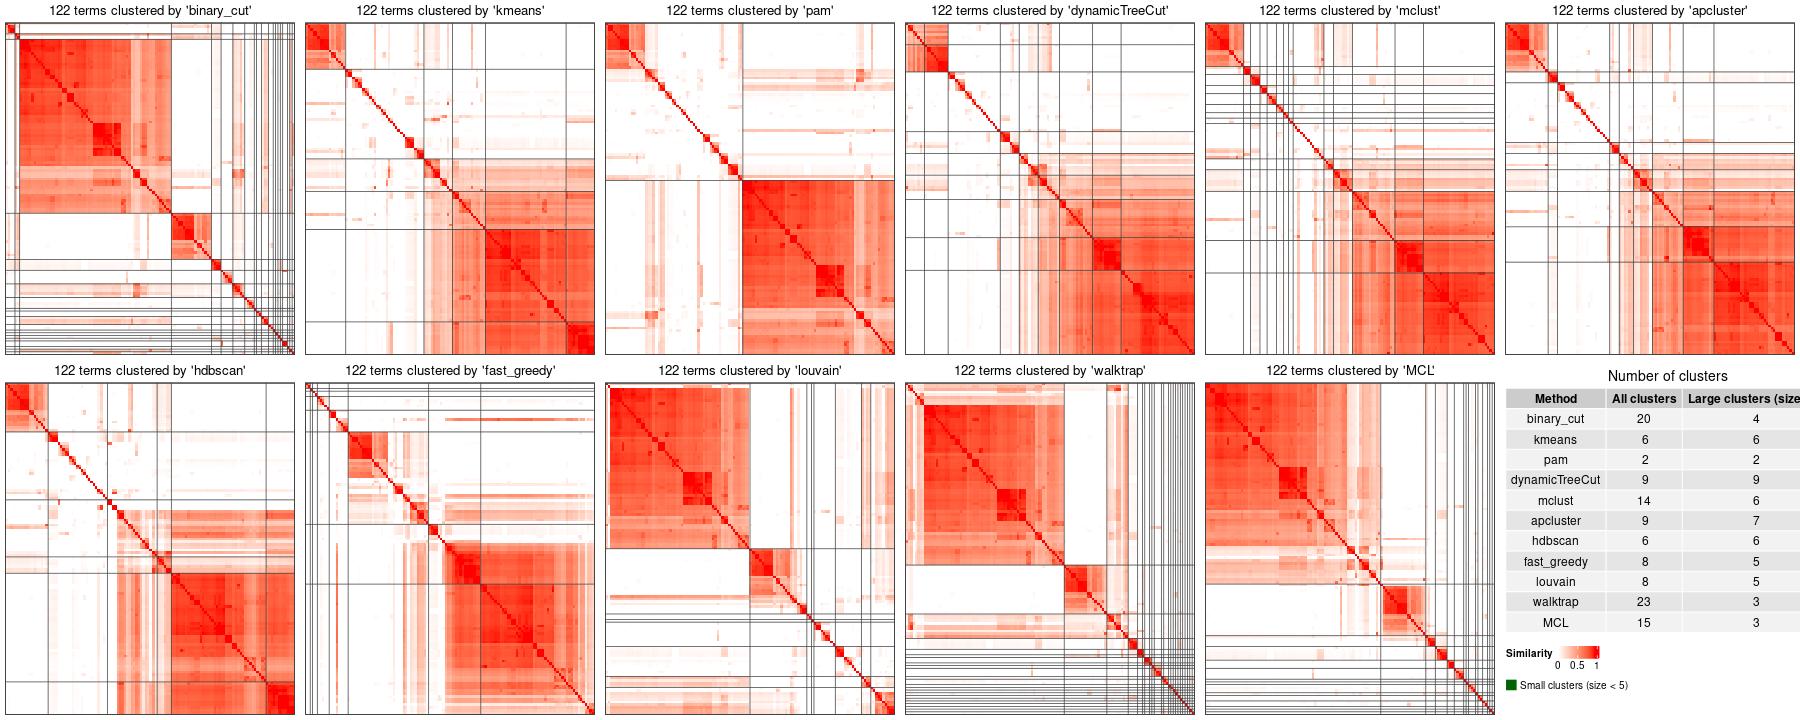 122 terms clustered by 'binary_cut'
122 terms clustered by 'kmeans'
122 terms clustered by 'pam'
122 terms clustered by 'dynamicTreeCut'
122 terms clustered by 'mclust'
122 terms clustered by 'apcluster'
122 terms clustered by 'hdbscan'
122 terms clustered by 'fast_greedy'
122 terms clustered by 'louvain'
122 terms clustered by 'walktrap'
122 terms clustered by 'MCL'
Number of clusters
Method All clusters Large clusters (size
binary_cut 20 4
kmeans 6 6
pam 2 2
dynamicTreeCut 9 9
mclust 14 6
apcluster 9 7
hdbscan 6 6
fast_greedy 8 5
louvain 8 5
walktrap 23 3
MCL 15 3
Similarity
0 0.5 1
Small clusters (size < 5)